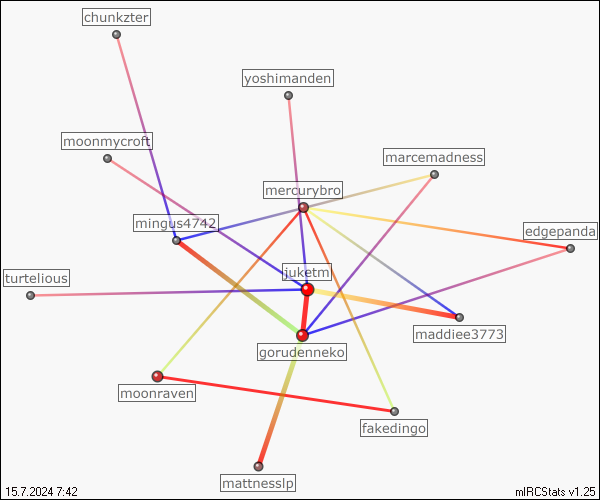 chunkzter
yoshimanden
moonmycroft
marcemadness
mercurybro
mingus4742
edgepanda
juketm
turtelious
maddiee3773
gorudenneko
moonraven
fakedingo
mattnesslp
15.7.2024 7:42
mIRCStats v1.25